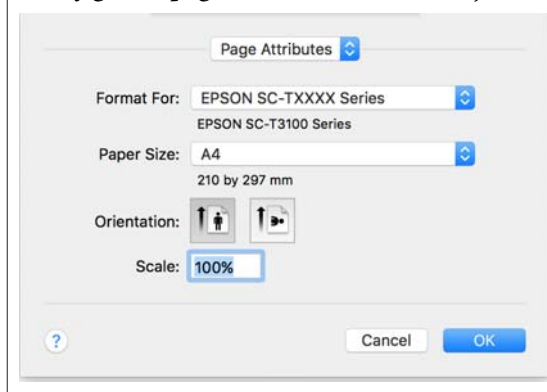 Page Attributes
Format For: EPSON SC-TXXXX Series
EPSON SC-T3100 Series
Paper Size: A4
210 by 297 mm
Orientation:
Scale: 100%
? Cancel OK